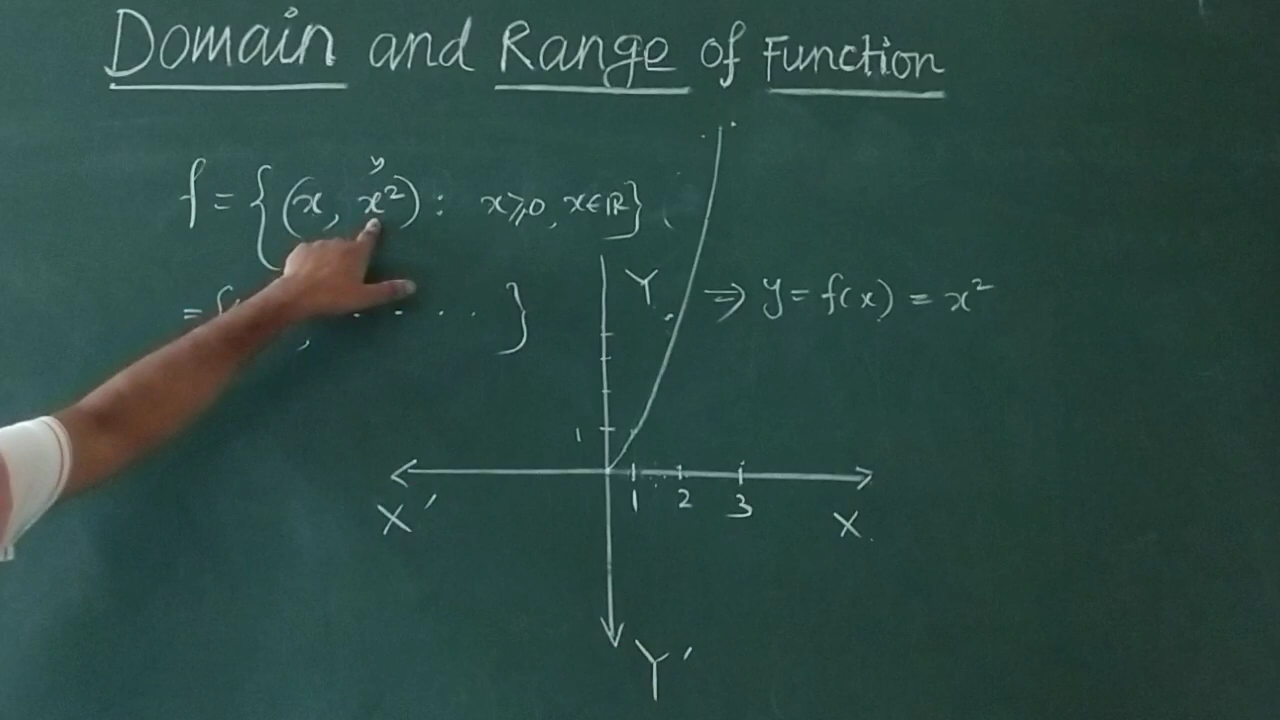 Domain and Range of Function
y
f = {(x, x²) : x ⩾ 0, x ∈ ℝ}
= { , . . . . . }
Y
⇒ y = f(x) = x²
1
1 2 3
X′ X
Y′